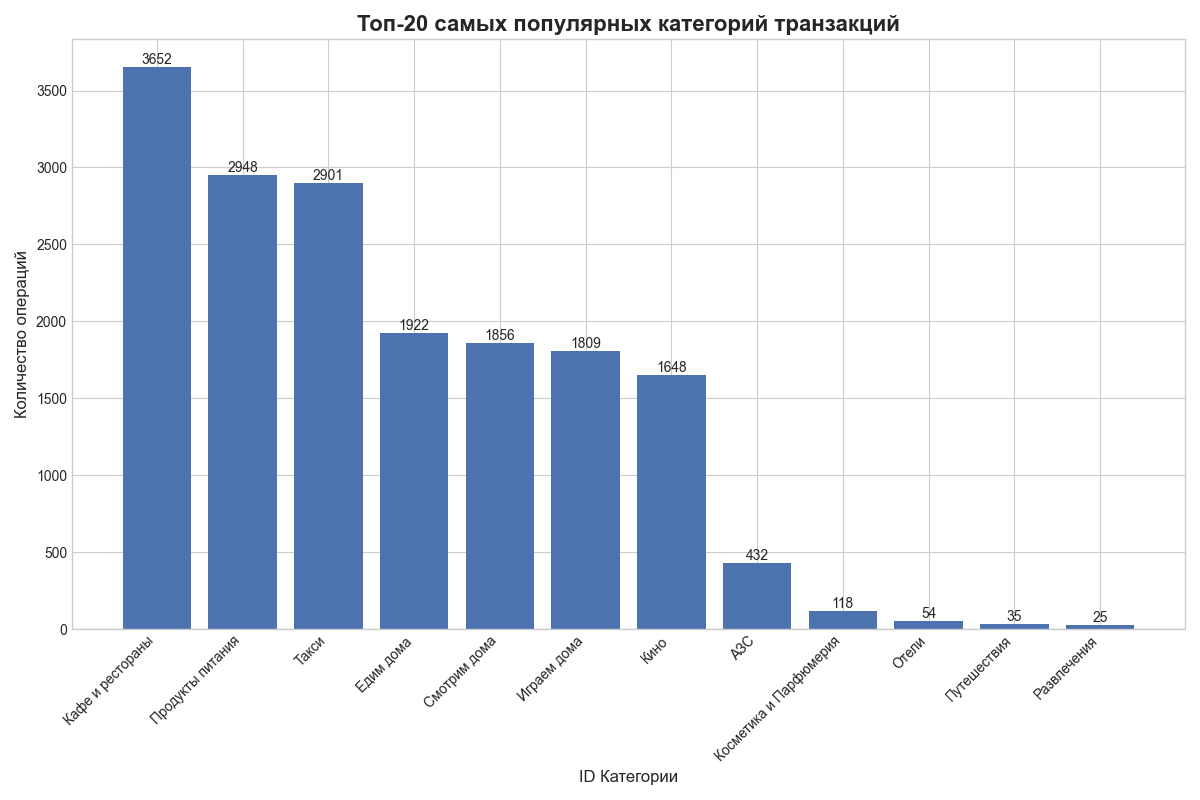 Топ-20 самых популярных категорий транзакций
Количество операций
3500
3000
2500
2000
1500
1000
500
0
3652
2948
2901
1922
1856
1809
1648
432
118
54
35
25
Кафе и рестораны
Продукты питания
Такси
Едим дома
Смотрим дома
Играем дома
Кино
АЗС
Косметика и Парфюмерия
Отели
Путешествия
Развлечения
ID Категории